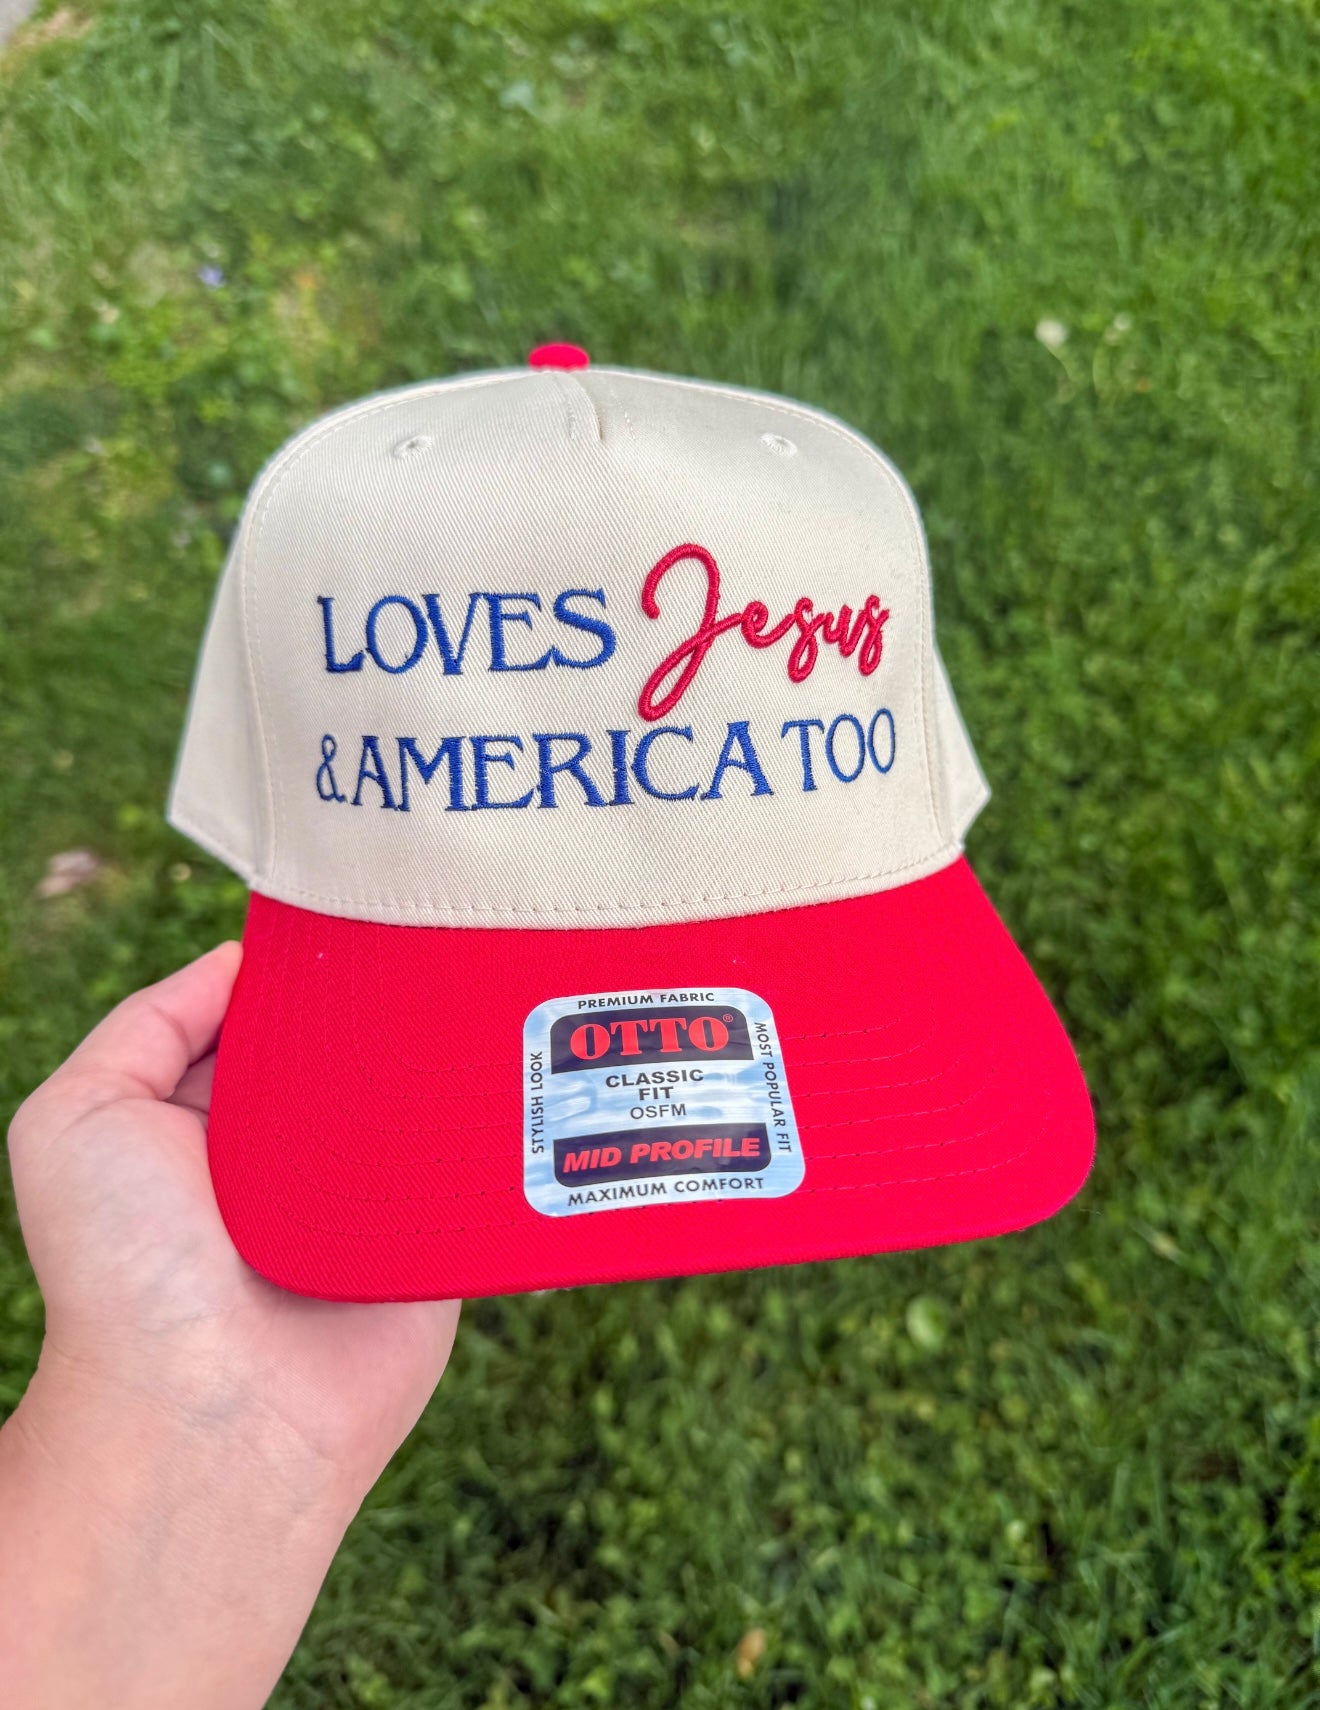 LOVES Jesus
& AMERICA TOO
PREMIUM FABRIC
OTTO®
STYLISH LOOK
CLASSIC
FIT
OSFM
MOST POPULAR FIT
MID PROFILE
MAXIMUM COMFORT